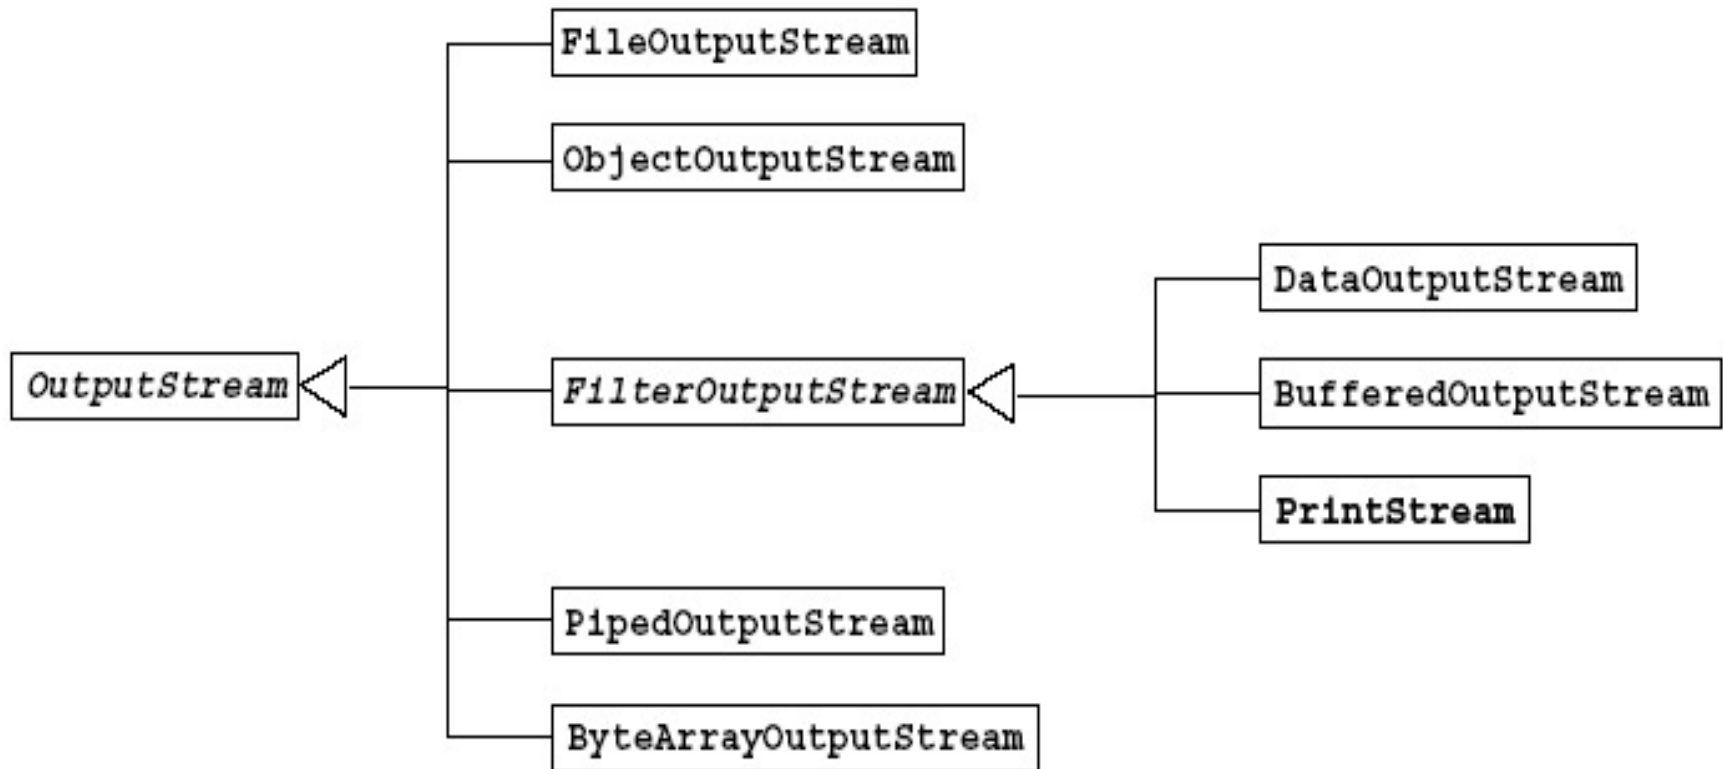 FileOutputStream
ObjectOutputStream
DataOutputStream
OutputStream
FilterOutputStream
BufferedOutputStream
PrintStream
PipedOutputStream
ByteArrayOutputStream